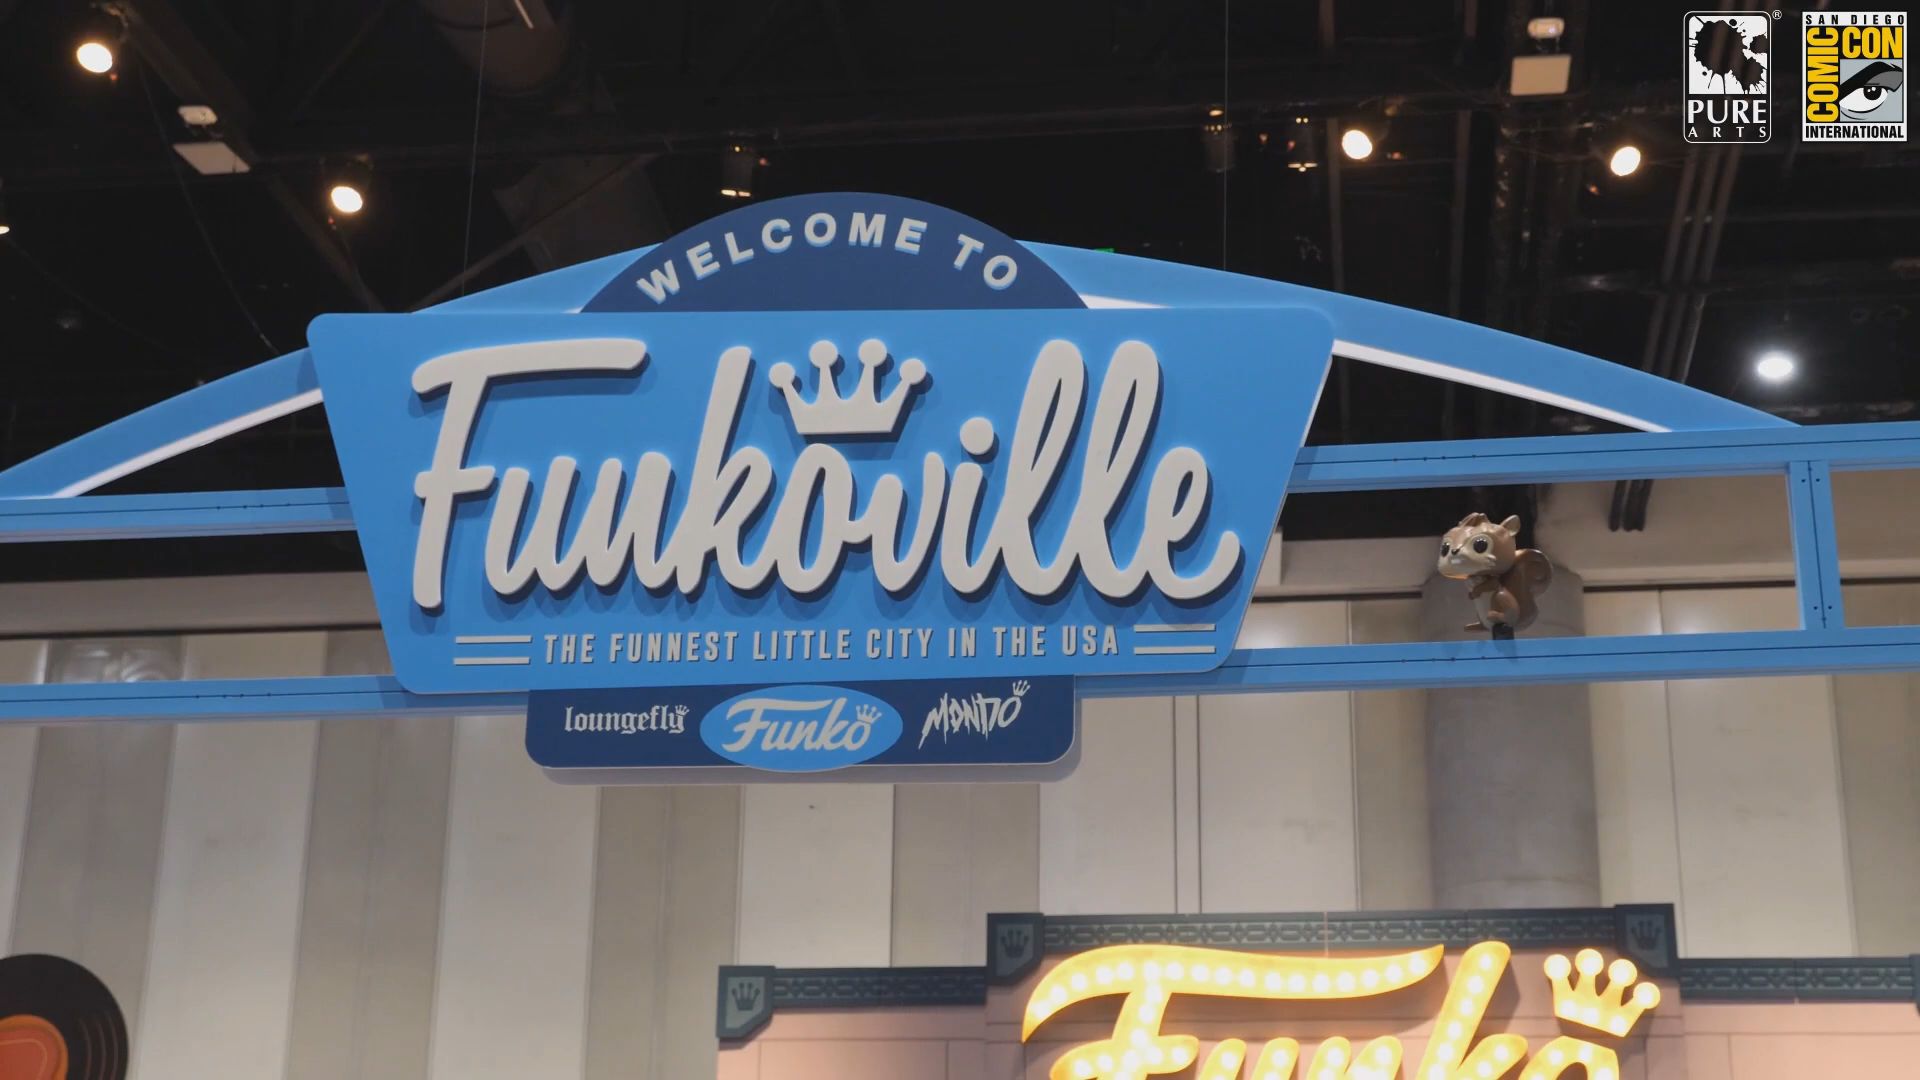 PURE
ARTS
®
SAN DIEGO
COMIC
CON
INTERNATIONAL
WELCOME TO
Funkoville
THE FUNNEST LITTLE CITY IN THE USA
loungefly
Funko
MONDO
Funko